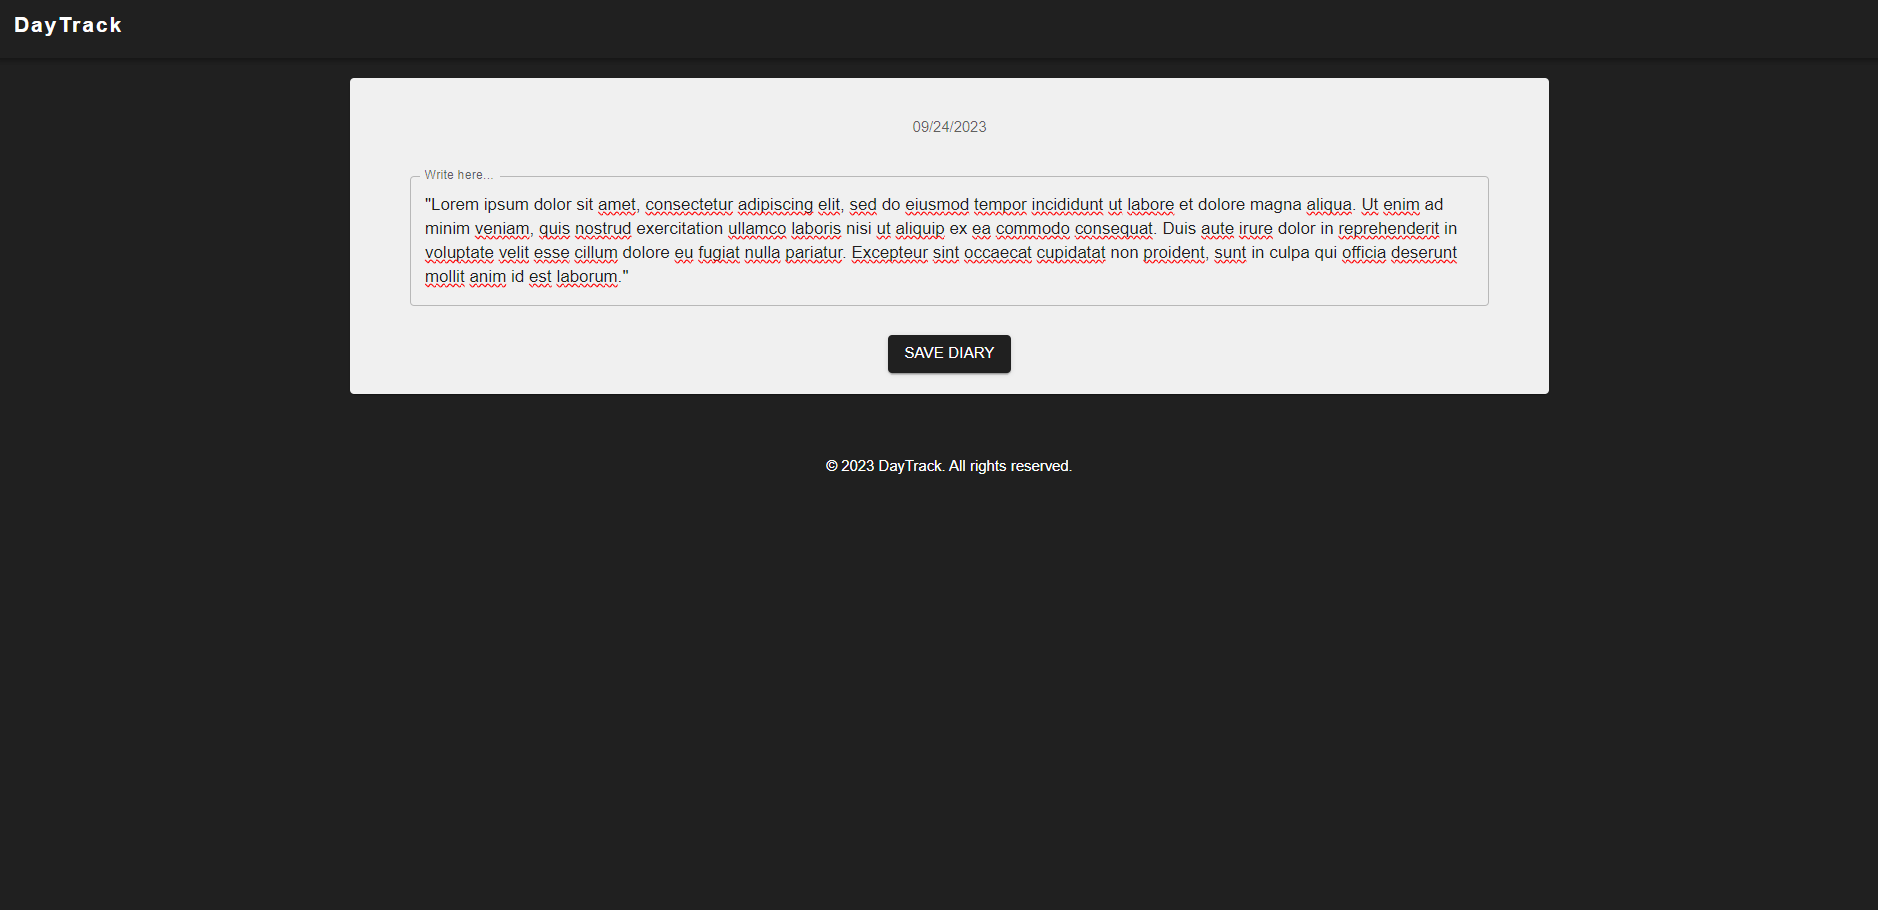 DayTrack
09/24/2023
Write here...
"Lorem ipsum dolor sit amet, consectetur adipiscing elit, sed do eiusmod tempor incididunt ut labore et dolore magna aliqua. Ut enim ad
minim veniam, quis nostrud exercitation ullamco laboris nisi ut aliquip ex ea commodo consequat. Duis aute irure dolor in reprehenderit in
voluptate velit esse cillum dolore eu fugiat nulla pariatur. Excepteur sint occaecat cupidatat non proident, sunt in culpa qui officia deserunt
mollit anim id est laborum."
SAVE DIARY
© 2023 DayTrack. All rights reserved.